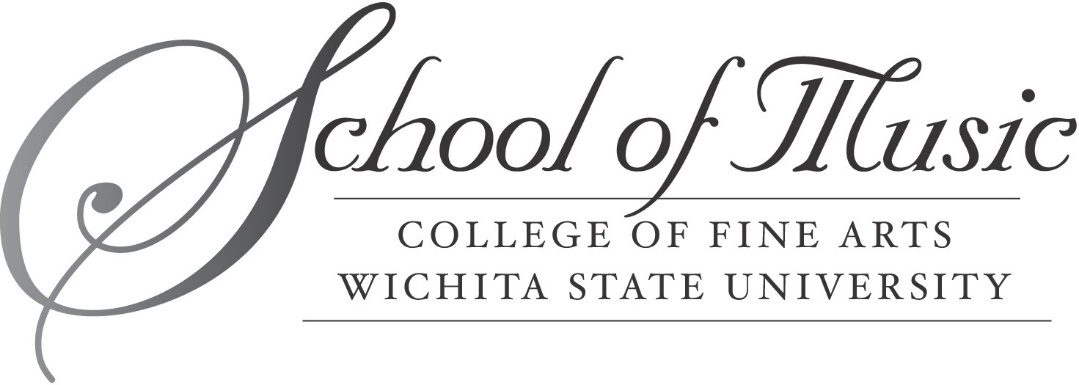 School of Music
COLLEGE OF FINE ARTS
WICHITA STATE UNIVERSITY